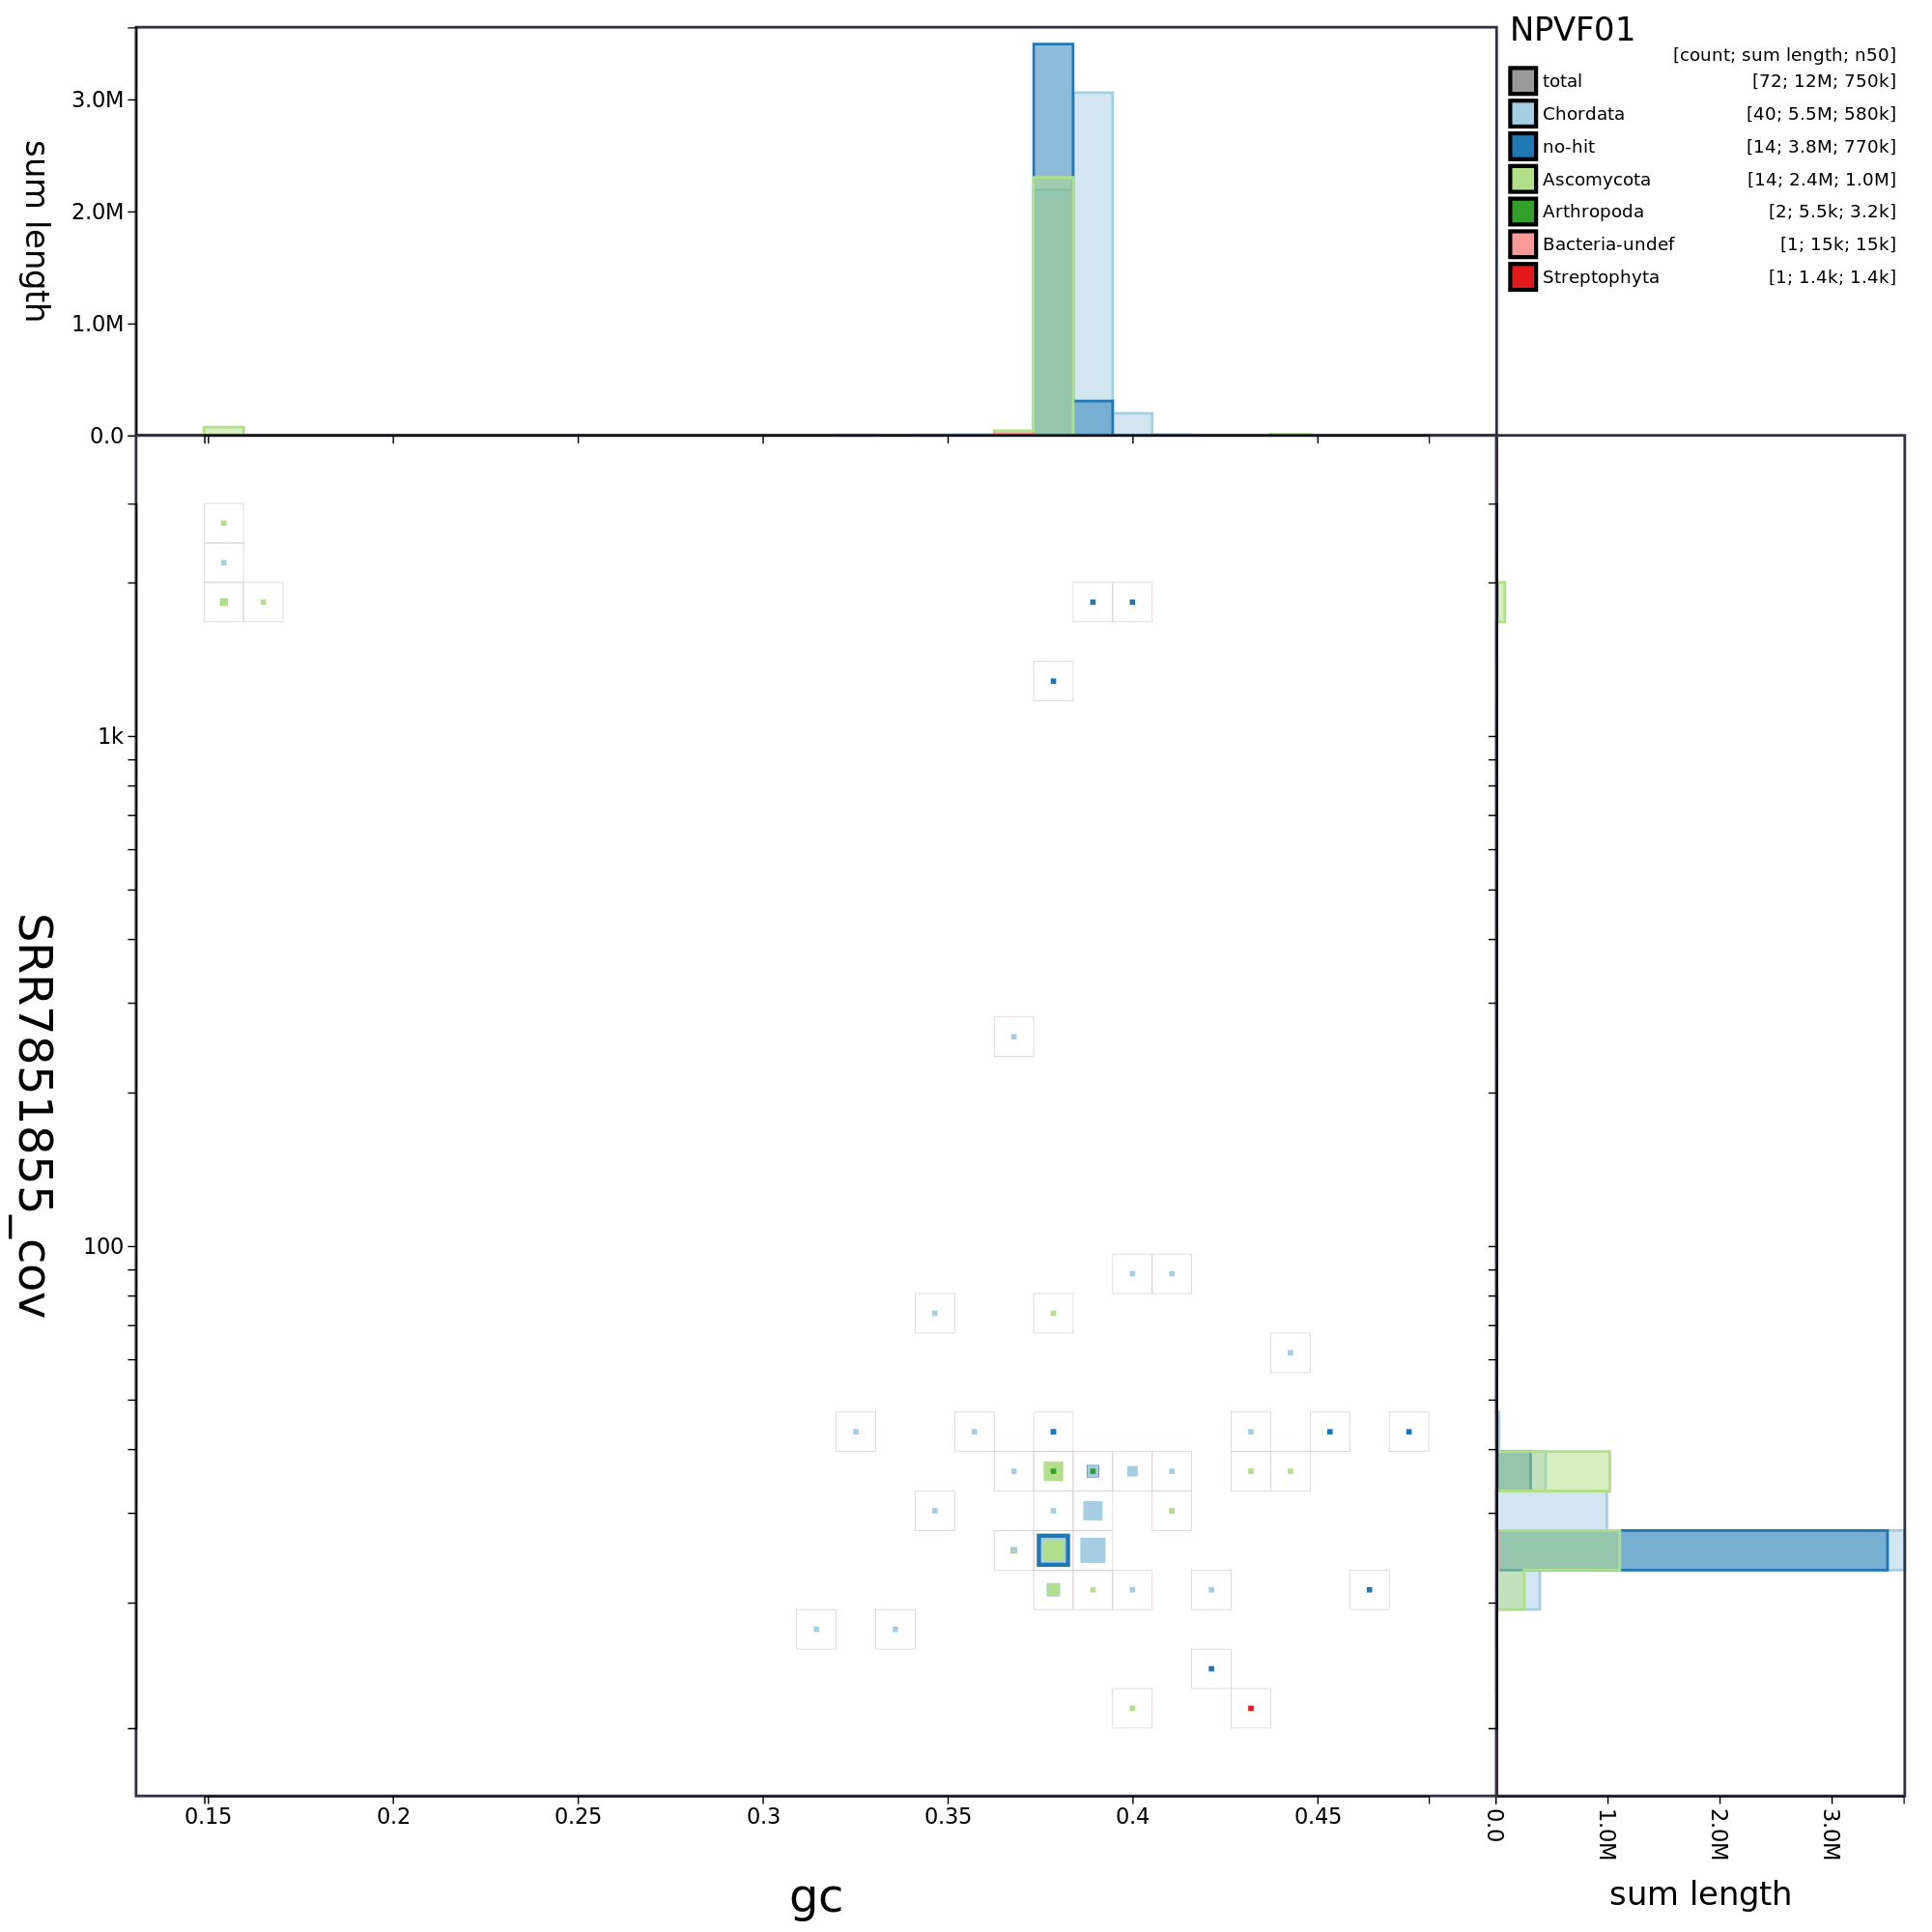 NPVF01
[count; sum length; n50]
total [72; 12M; 750k]
Chordata [40; 5.5M; 580k]
no-hit [14; 3.8M; 770k]
Ascomycota [14; 2.4M; 1.0M]
Arthropoda [2; 5.5k; 3.2k]
Bacteria-undef [1; 15k; 15k]
Streptophyta [1; 1.4k; 1.4k]
sum length
3.0M
2.0M
1.0M
0.0
SRR7851855_cov
1k
100
0.15 0.2 0.25 0.3 0.35 0.4 0.45
gc
0.0 1.0M 2.0M 3.0M
sum length